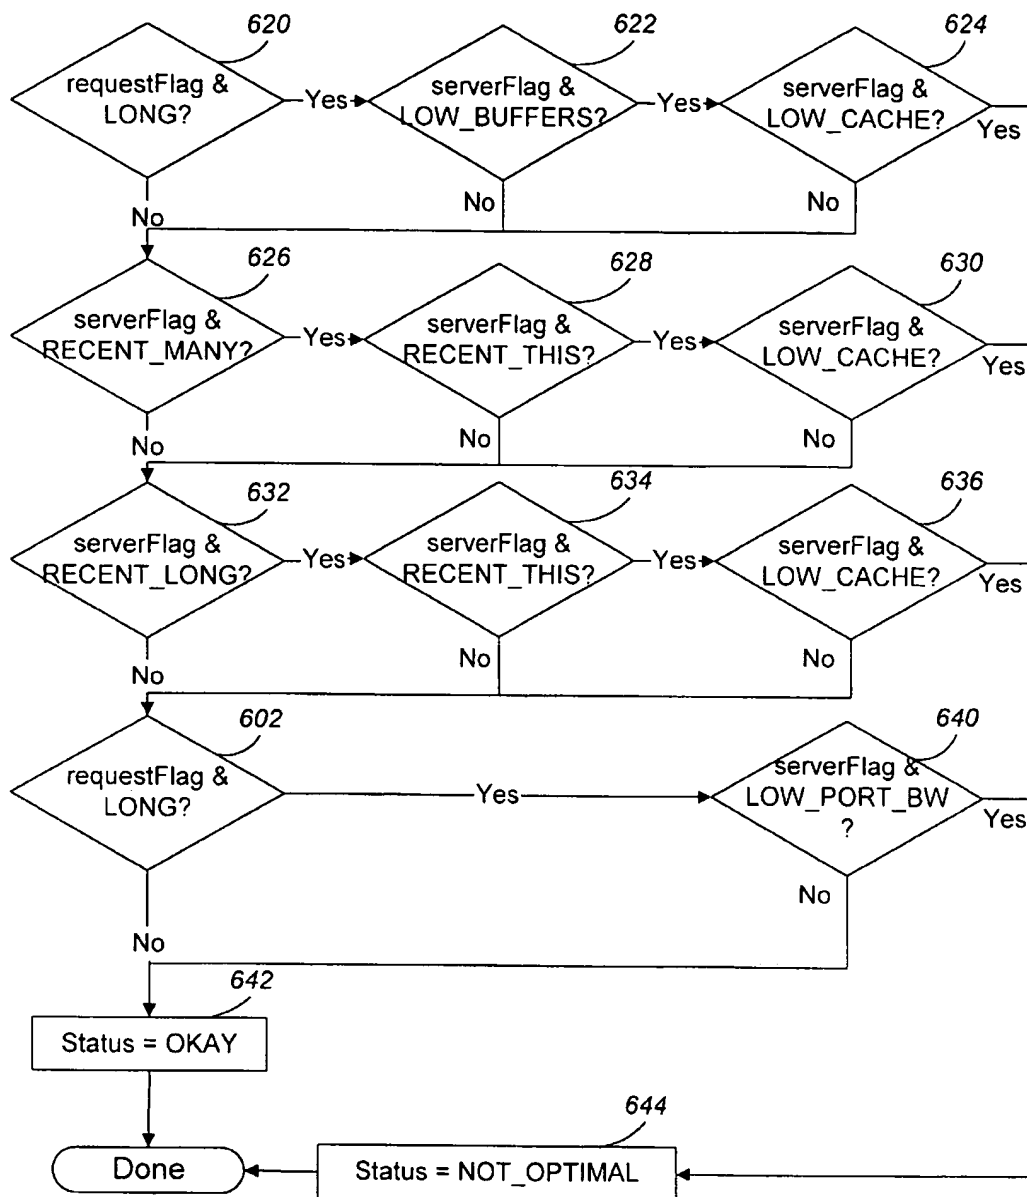 620
622
624
requestFlag &
LONG?
Yes
serverFlag &
LOW_BUFFERS?
Yes
serverFlag &
LOW_CACHE?
Yes
No
No
No
626
628
630
serverFlag &
RECENT_MANY?
Yes
serverFlag &
RECENT_THIS?
Yes
serverFlag &
LOW_CACHE?
Yes
No
No
No
632
634
636
serverFlag &
RECENT_LONG?
Yes
serverFlag &
RECENT_THIS?
Yes
serverFlag &
LOW_CACHE?
Yes
No
No
No
602
640
requestFlag &
LONG?
Yes
serverFlag &
LOW_PORT_BW
?
Yes
No
No
642
Status = OKAY
644
Done
Status = NOT_OPTIMAL